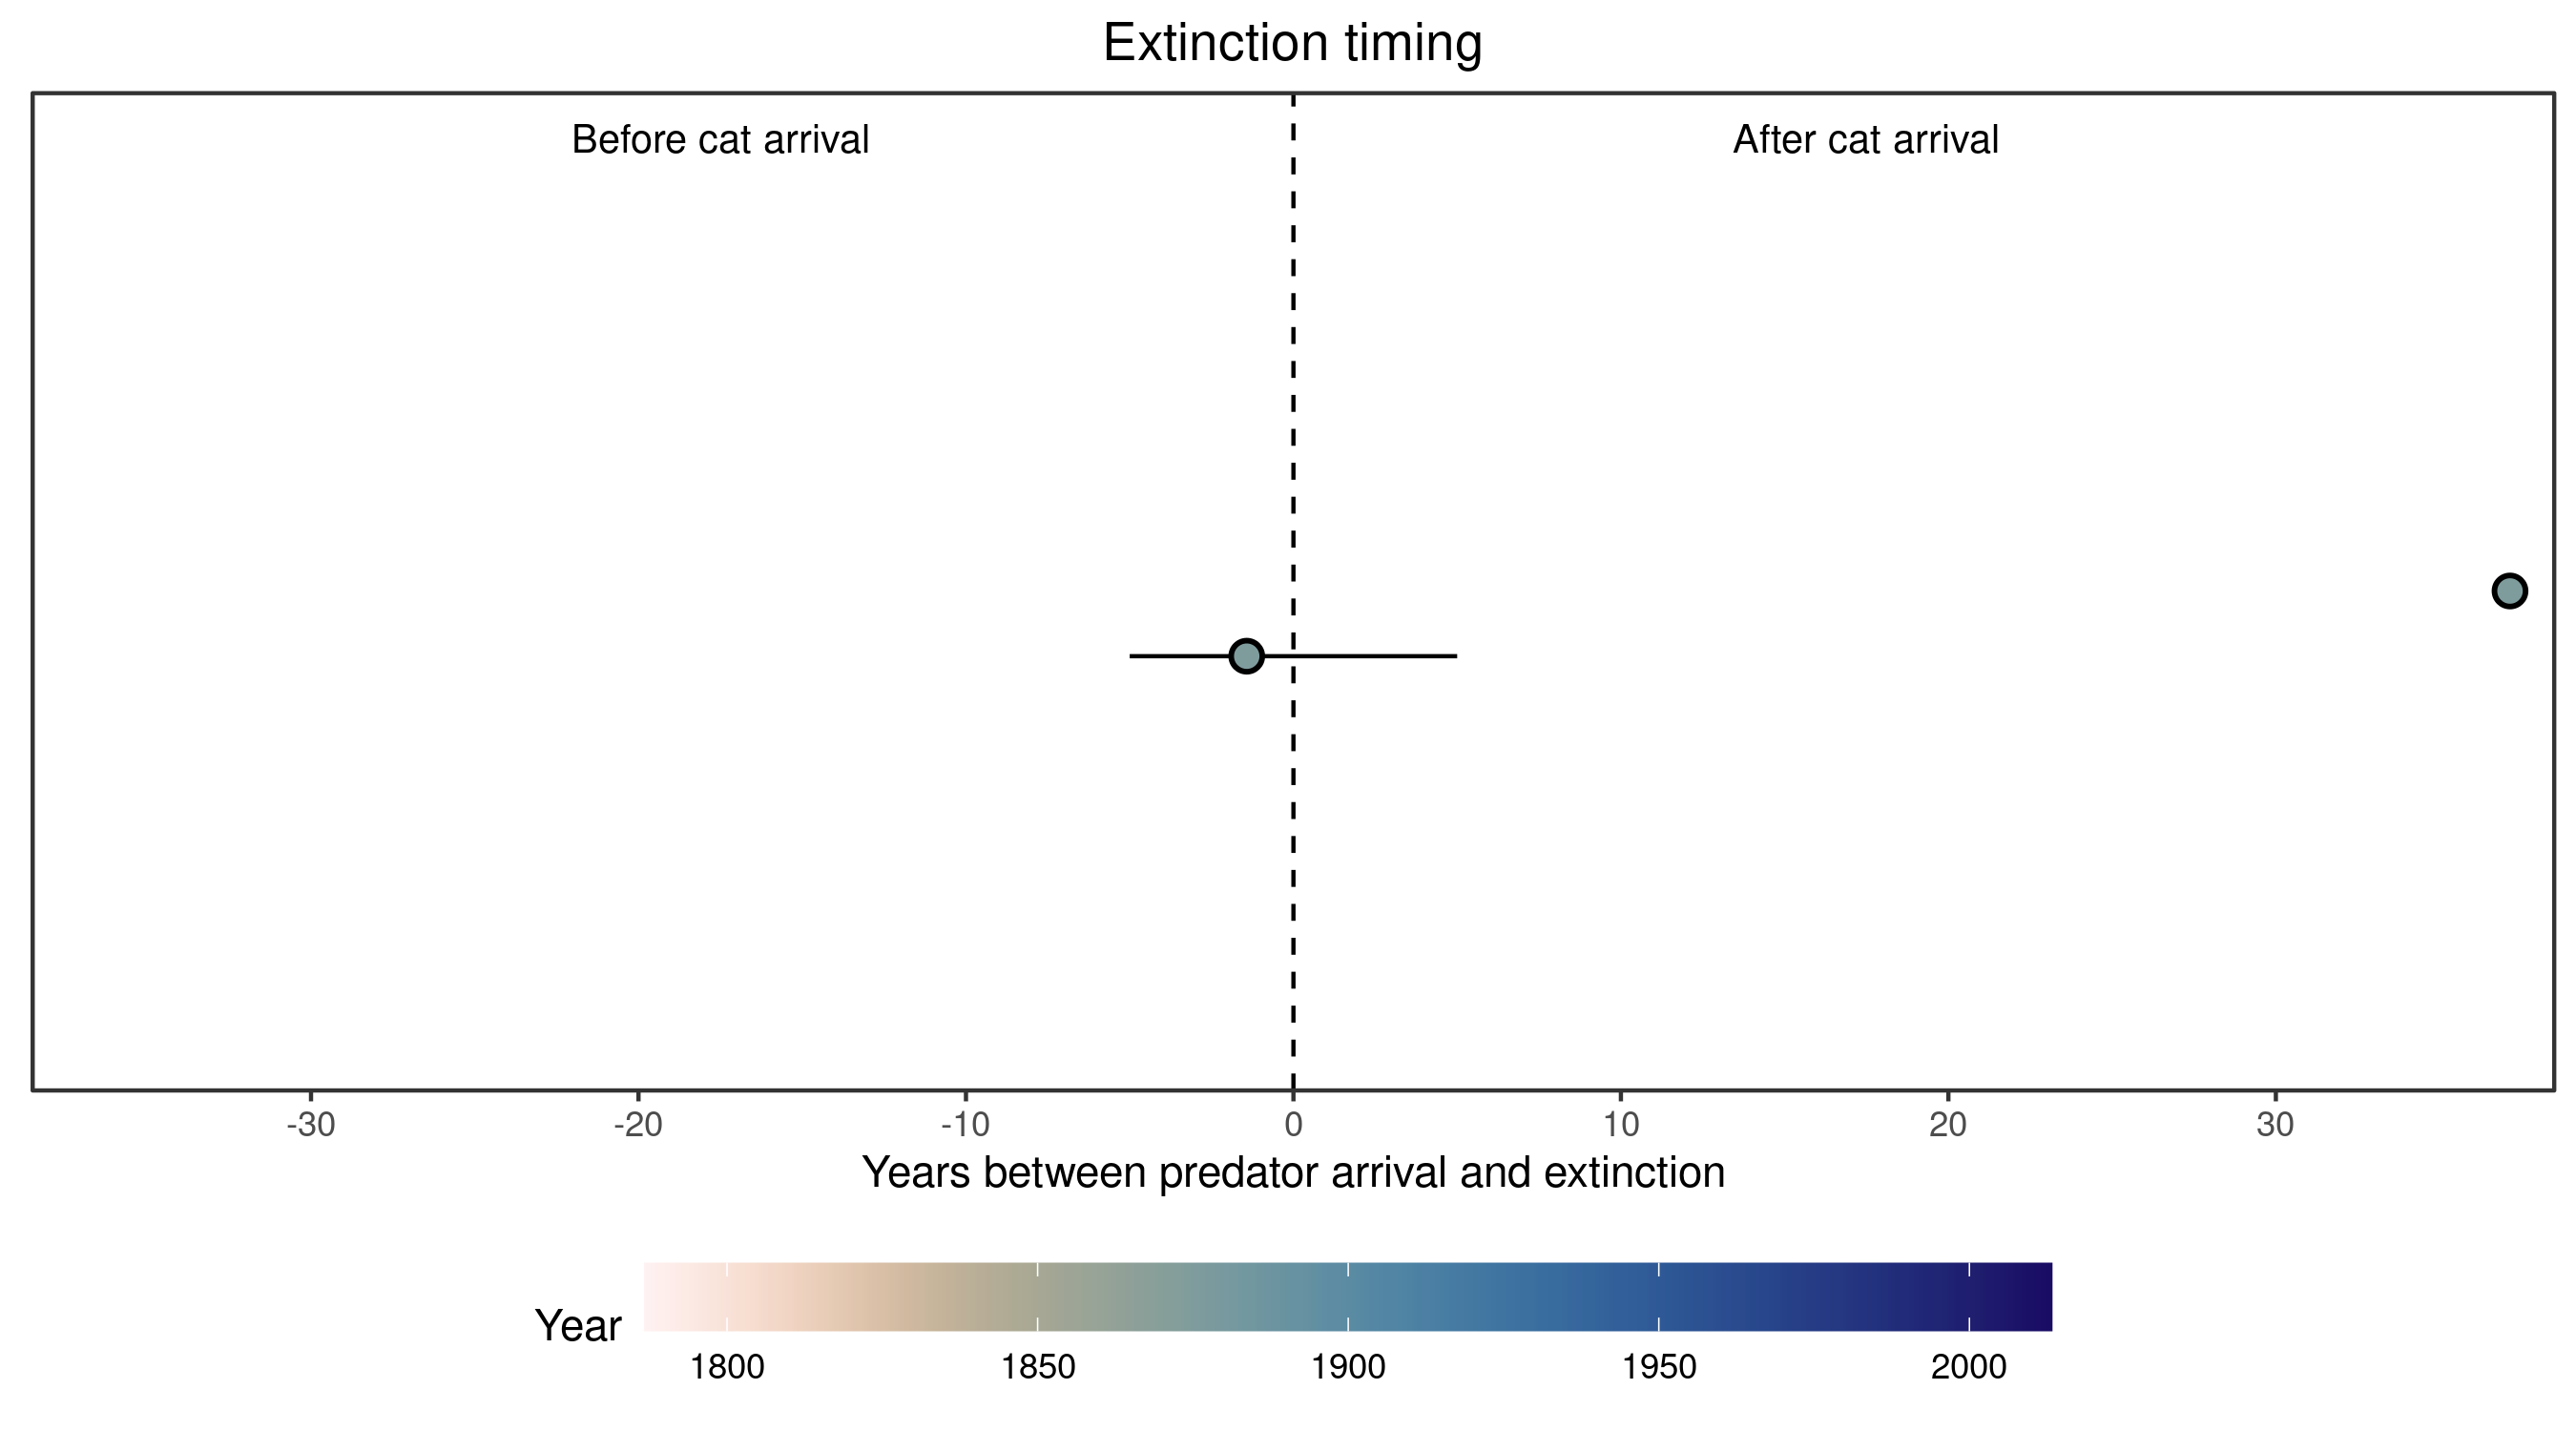 Extinction timing
Before cat arrival After cat arrival
-30 -20 -10 0 10 20 30
Years between predator arrival and extinction
Year
1800 1850 1900 1950 2000